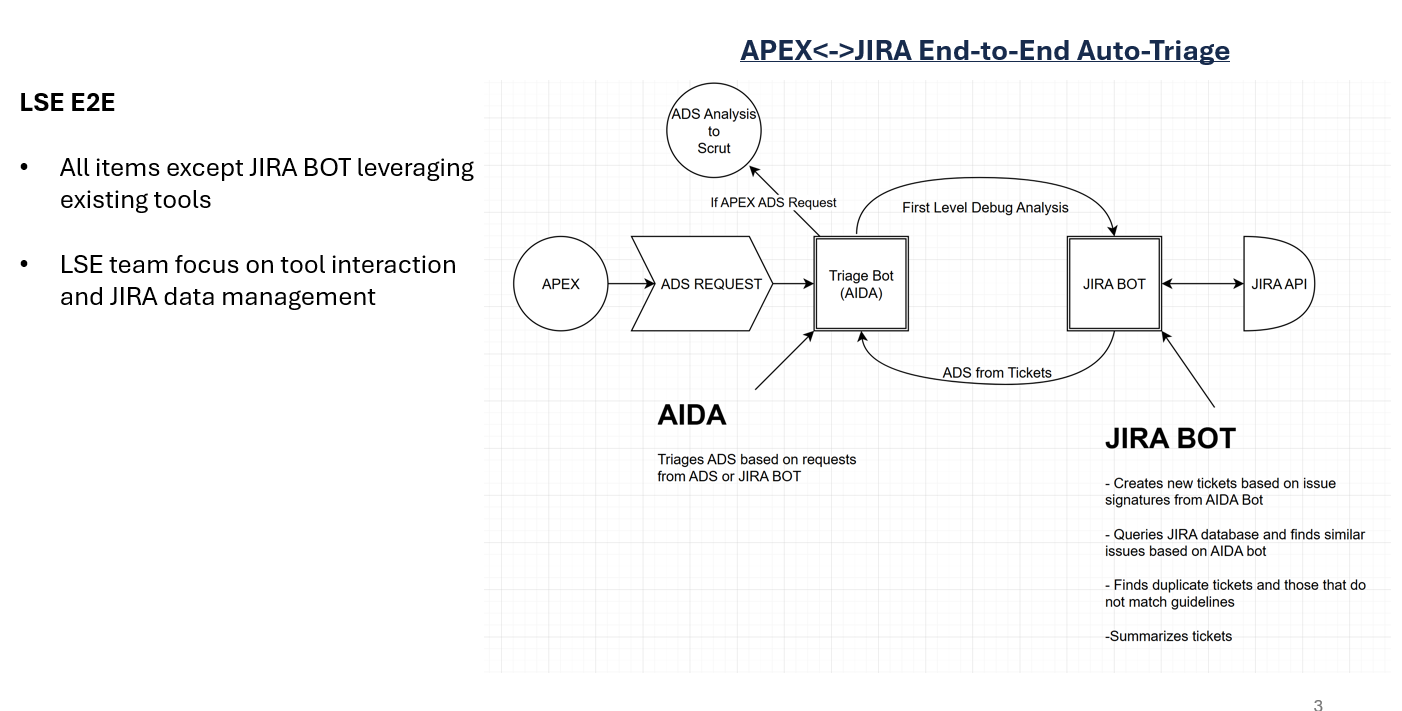 APEX<->JIRA End-to-End Auto-Triage
LSE E2E
• All items except JIRA BOT leveraging
existing tools
• LSE team focus on tool interaction
and JIRA data management
ADS Analysis
to
Scrut
If APEX ADS Request
First Level Debug Analysis
APEX
ADS REQUEST
Triage Bot
(AIDA)
JIRA BOT
JIRA API
ADS from Tickets
AIDA
Triages ADS based on requests
from ADS or JIRA BOT
JIRA BOT
- Creates new tickets based on issue
signatures from AIDA Bot
- Queries JIRA database and finds similar
issues based on AIDA bot
- Finds duplicate tickets and those that do
not match guidelines
-Summarizes tickets
3